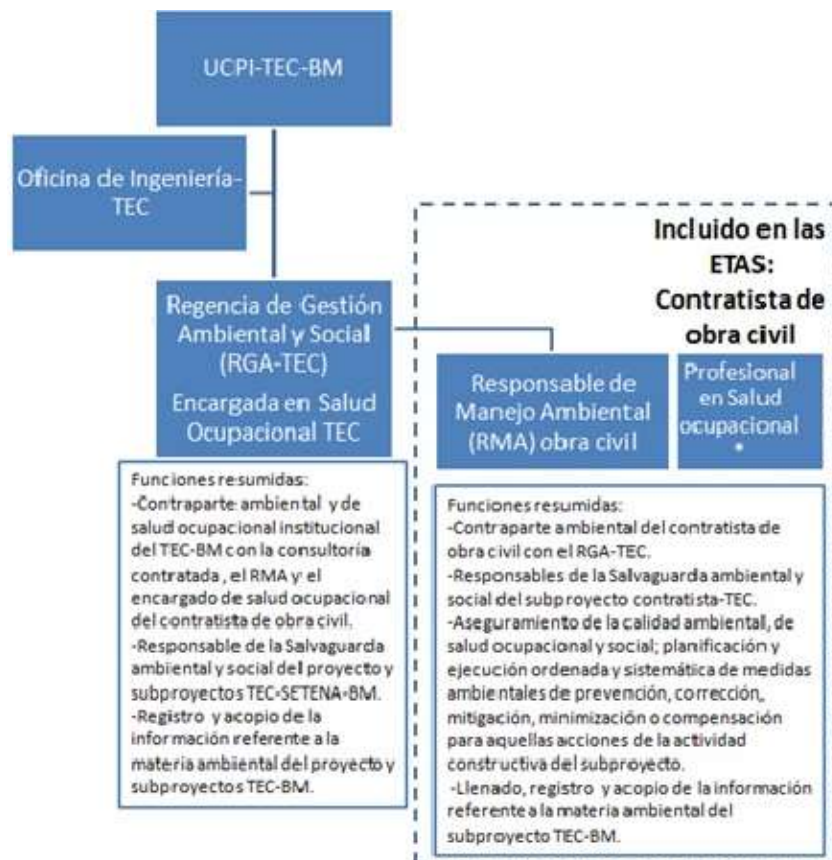 UCPI-TEC-BM
Oficina de Ingeniería-
TEC
Regencia de Gestión
Ambiental y Social
(RGA-TEC)
Encargada en Salud
Ocupacional TEC
Funciones resumidas:
-Contraparte ambiental y de
salud ocupacional institucional
del TEC-BM con la consultoría
contratada, el RMA y el
encargado de salud ocupacional
del contratista de obra civil.
-Responsable de la Salvaguarda
ambiental y social del proyecto y
subproyectos TEC-SETENA-BM.
-Registro y acopio de la
información referente a la
materia ambiental del proyecto y
subproyectos TEC-BM.
Incluido en las
ETAS:
Contratista de
obra civil
Responsable de
Manejo Ambiental
(RMA) obra civil
Profesional
en Salud
ocupacional
*
Funciones resumidas:
-Contraparte ambiental del contratista de
obra civil con el RGA-TEC.
-Responsables de la Salvaguarda ambiental y
social del subproyecto contratista-TEC.
-Aseguramiento de la calidad ambiental, de
salud ocupacional y social; planificación y
ejecución ordenada y sistemática de medidas
ambientales de prevención, corrección,
mitigación, minimización o compensación
para aquellas acciones de la actividad
constructiva del subproyecto.
-Llenado, registro y acopio de la información
referente a la materia ambiental del
subproyecto TEC-BM.